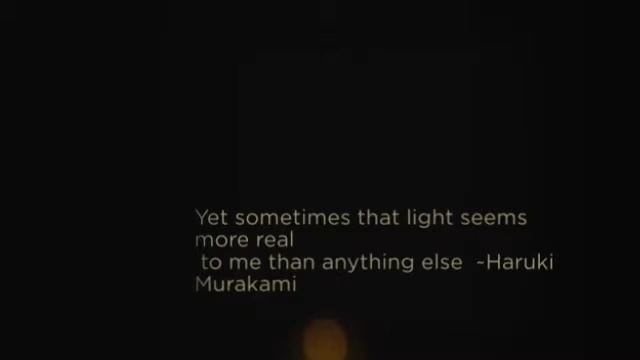 Yet sometimes that light seems
more real
to me than anything else ~Haruki
Murakami